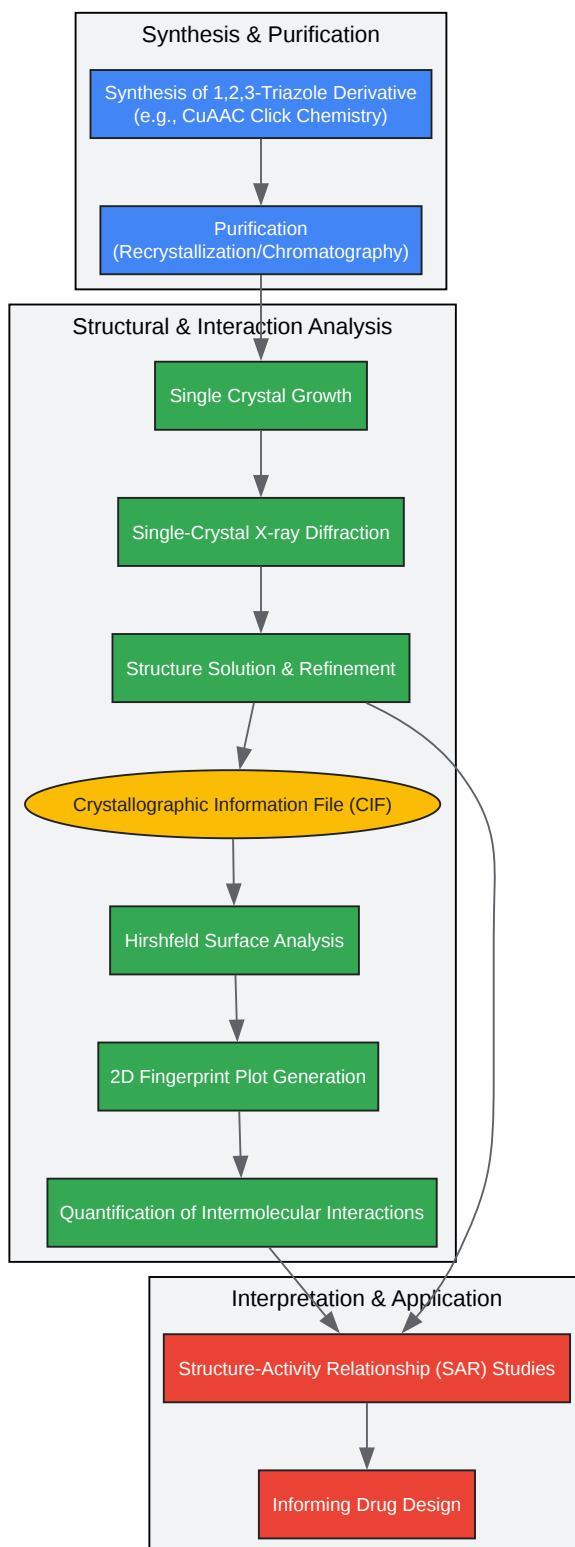 Synthesis & Purification
Synthesis of 1,2,3-Triazole Derivative
(e.g., CuAAC Click Chemistry)
Purification
(Recrystallization/Chromatography)
Structural & Interaction Analysis
Single Crystal Growth
Single-Crystal X-ray Diffraction
Structure Solution & Refinement
Crystallographic Information File (CIF)
Hirshfeld Surface Analysis
2D Fingerprint Plot Generation
Quantification of Intermolecular Interactions
Interpretation & Application
Structure-Activity Relationship (SAR) Studies
Informing Drug Design